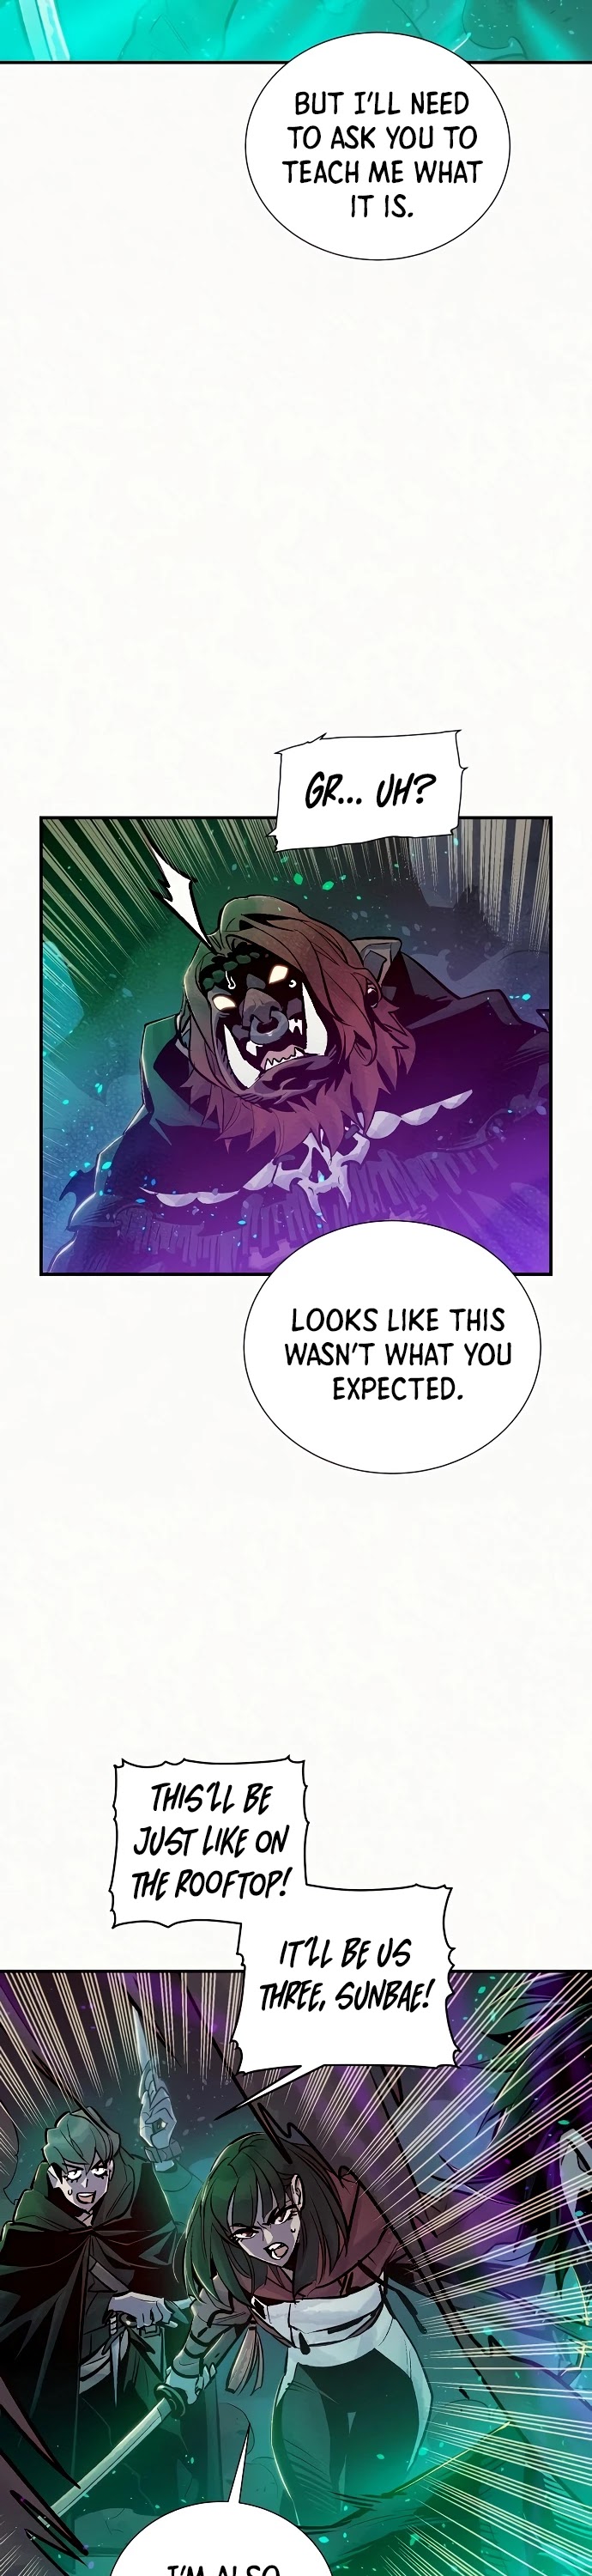 BUT I'LL NEED
TO ASK YOU TO
TEACH ME WHAT
IT IS.
GR... UH?
LOOKS LIKE THIS
WASN'T WHAT YOU
EXPECTED.
THIS'LL BE
JUST LIKE ON
THE ROOFTOP!
IT'LL BE US
THREE, SUNBAE!
I'M ALSO